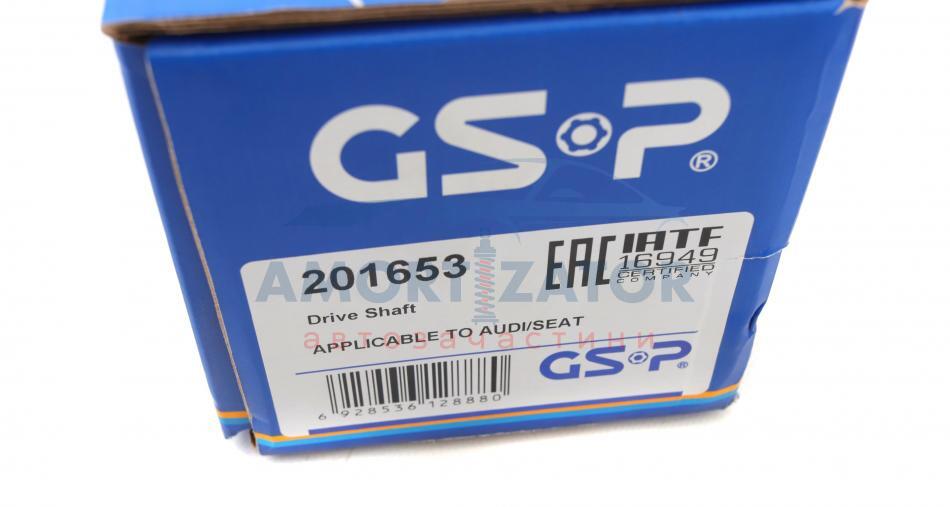 GSP®
201653
Drive Shaft
APPLICABLE TO AUDI/SEAT
EAC
IATF
16949
CERTIFIED
COMPANY
GSP®
6 928536 128880
AMORTIZATOR
автозапчастини